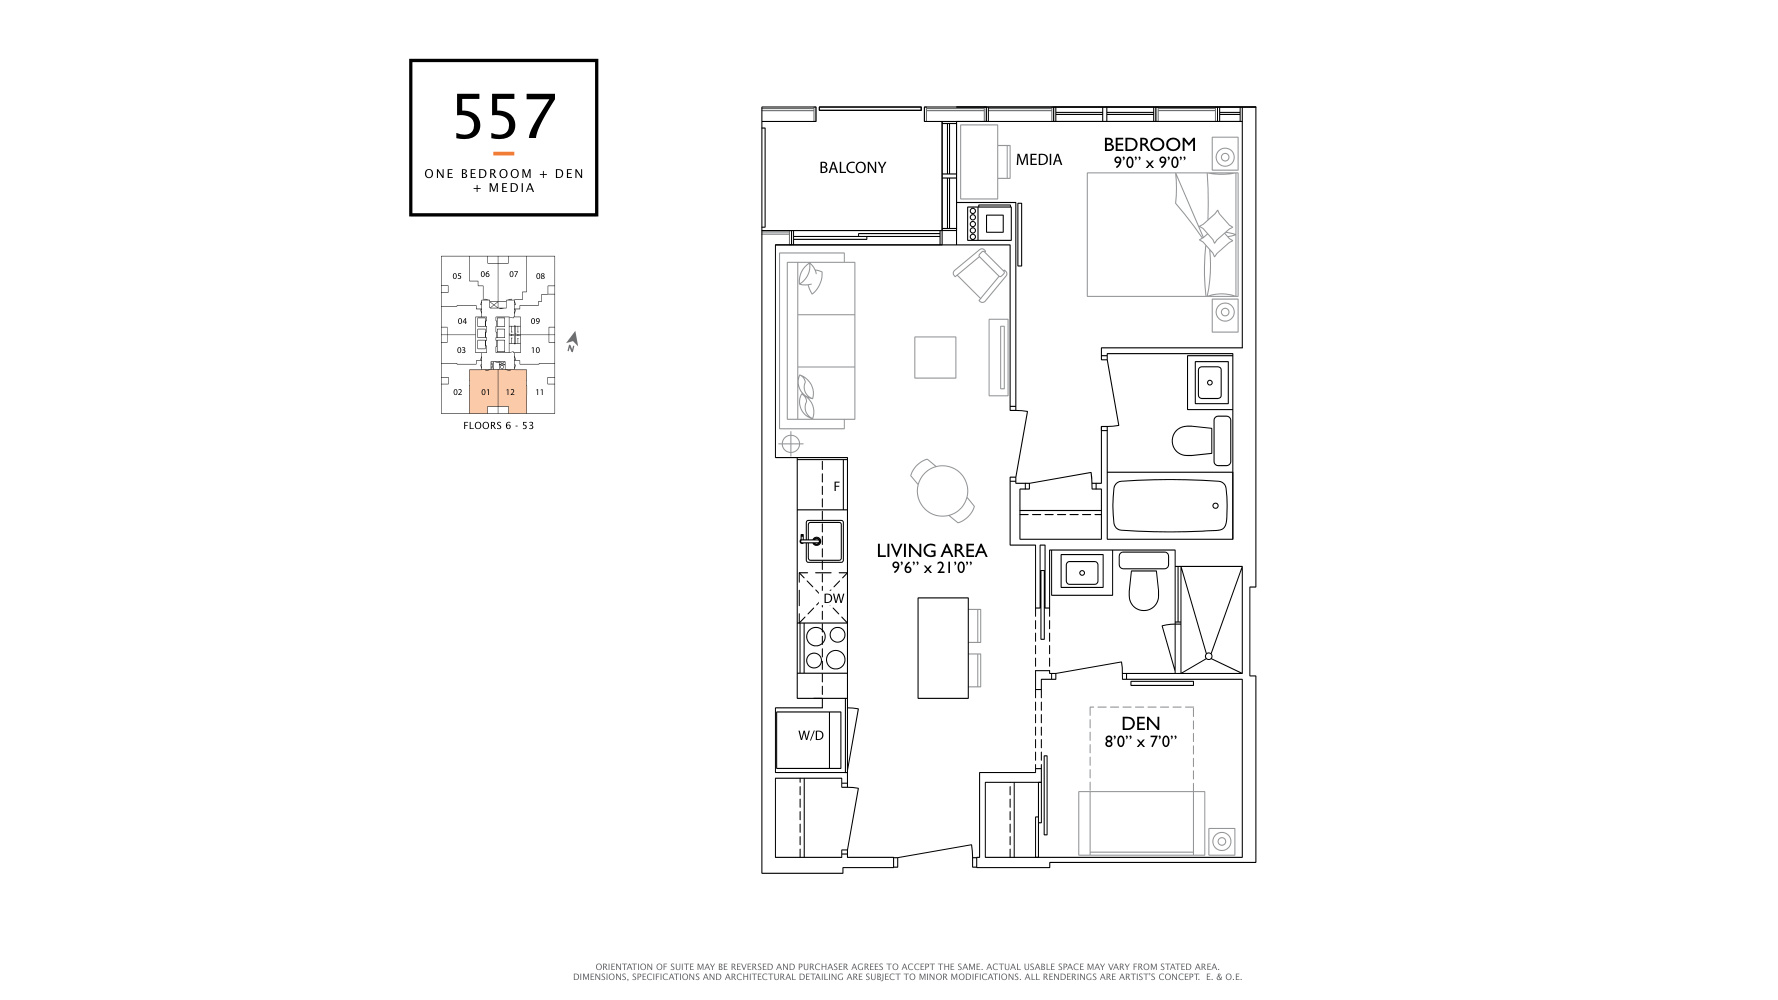 557
ONE BEDROOM + DEN
+ MEDIA
05
06
07
08
04
09
03
10
02
01
12
11
N
FLOORS 6 - 53
BALCONY
MEDIA
BEDROOM
9'0'' x 9'0''
F
LIVING AREA
9'6'' x 21'0''
DW
W/D
DEN
8'0'' x 7'0''
ORIENTATION OF SUITE MAY BE REVERSED AND PURCHASER AGREES TO ACCEPT THE SAME. ACTUAL USABLE SPACE MAY VARY FROM STATED AREA.
DIMENSIONS, SPECIFICATIONS AND ARCHITECTURAL DETAILING ARE SUBJECT TO MINOR MODIFICATIONS. ALL RENDERINGS ARE ARTIST'S CONCEPT. E. & O.E.